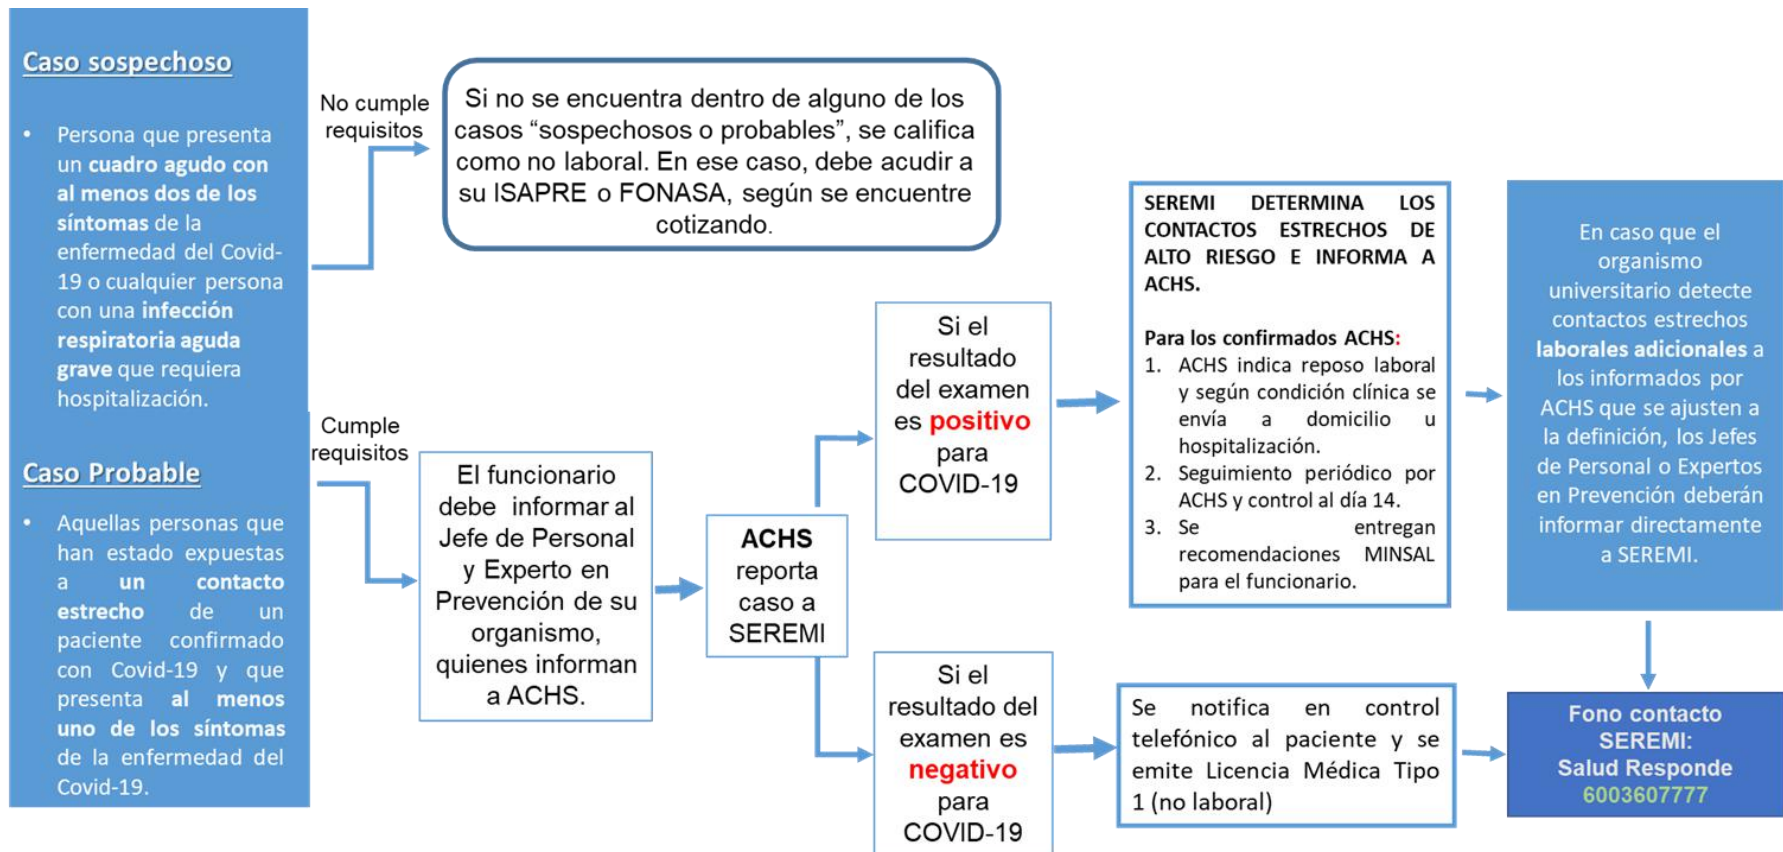 Caso sospechoso
• Persona que presenta
un cuadro agudo con
al menos dos de los
síntomas de la
enfermedad del Covid-
19 o cualquier persona
con una infección
respiratoria aguda
grave que requiera
hospitalización.
Caso Probable
• Aquellas personas que
han estado expuestas
a un contacto
estrecho de un
paciente confirmado
con Covid-19 y que
presenta al menos
uno de los síntomas
de la enfermedad del
Covid-19.
No cumple
requisitos
Si no se encuentra dentro de alguno de los
casos “sospechosos o probables”, se califica
como no laboral. En ese caso, debe acudir a
su ISAPRE o FONASA, según se encuentre
cotizando.
Cumple
requisitos
El funcionario
debe informar al
Jefe de Personal
y Experto en
Prevención de su
organismo,
quienes informan
a ACHS.
ACHS
reporta
caso a
SEREMI
Si el
resultado
del examen
es positivo
para
COVID-19
SEREMI DETERMINA LOS
CONTACTOS ESTRECHOS DE
ALTO RIESGO E INFORMA A
ACHS.
Para los confirmados ACHS:
1. ACHS indica reposo laboral
y según condición clínica se
envía a domicilio u
hospitalización.
2. Seguimiento periódico por
ACHS y control al día 14.
3. Se entregan
recomendaciones MINSAL
para el funcionario.
En caso que el
organismo
universitario detecte
contactos estrechos
laborales adicionales a
los informados por
ACHS que se ajusten a
la definición, los Jefes
de Personal o Expertos
en Prevención deberán
informar directamente
a SEREMI.
Si el
resultado del
examen es
negativo
para
COVID-19
Se notifica en control
telefónico al paciente y se
emite Licencia Médica Tipo
1 (no laboral)
Fono contacto
SEREMI:
Salud Responde
6003607777